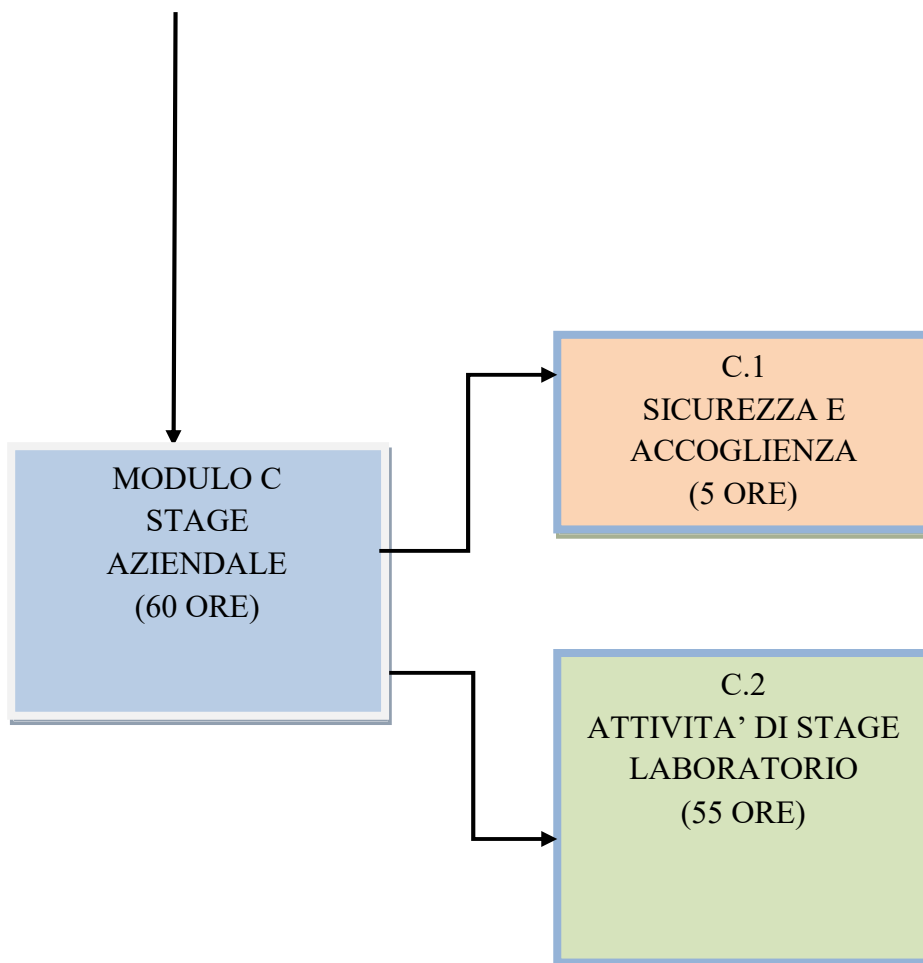 C.1
SICUREZZA E
ACCOGLIENZA
(5 ORE)
MODULO C
STAGE
AZIENDALE
(60 ORE)
C.2
ATTIVITA’ DI STAGE
LABORATORIO
(55 ORE)